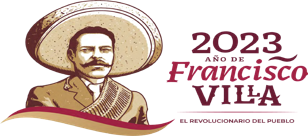 2023
AÑO DE
Francisco
VILLA
EL REVOLUCIONARIO DEL PUEBLO